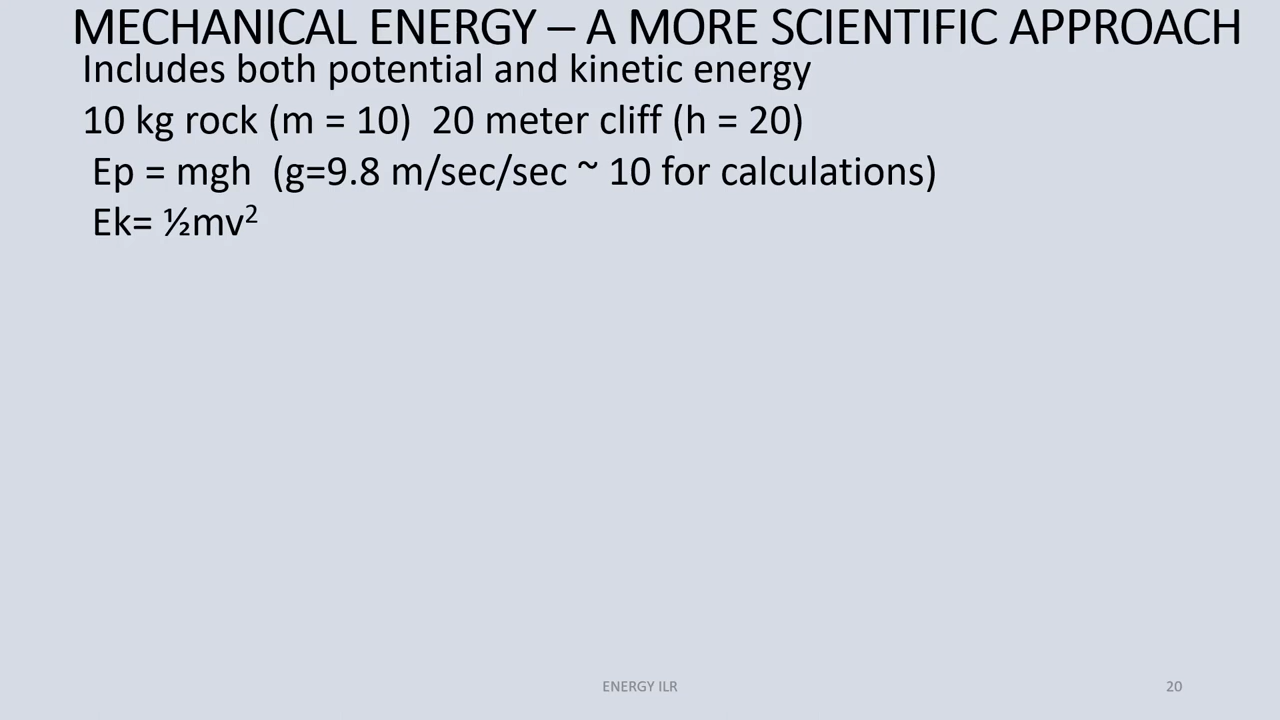 MECHANICAL ENERGY – A MORE SCIENTIFIC APPROACH
Includes both potential and kinetic energy
10 kg rock (m = 10)  20 meter cliff (h = 20)
Ep = mgh  (g=9.8 m/sec/sec ~ 10 for calculations)
Ek= ½mv²
ENERGY ILR
20